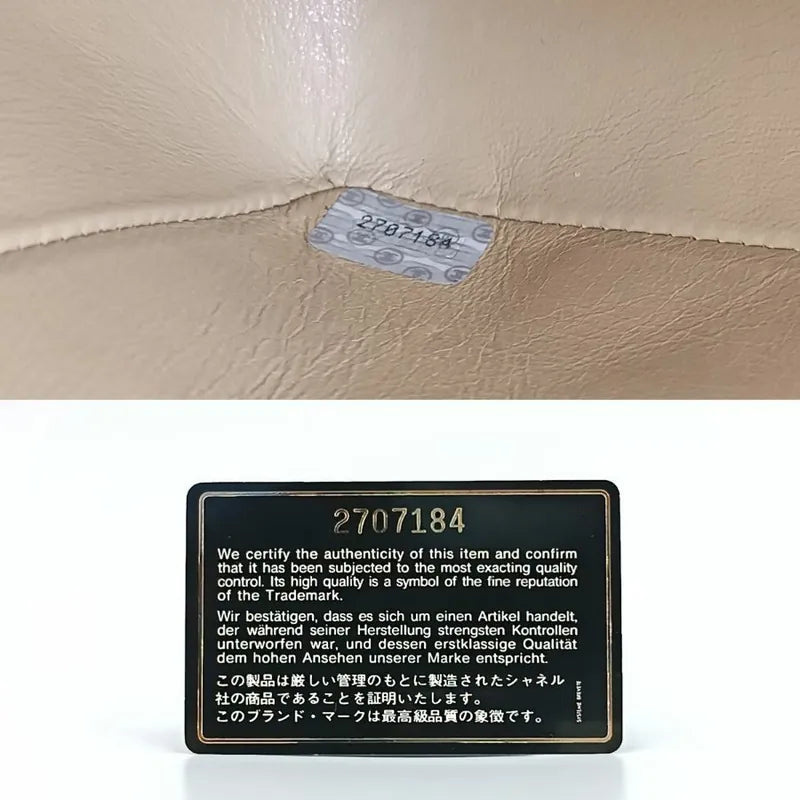 2707184
2707184
We certify the authenticity of this item and confirm
that it has been subjected to the most exacting quality
control. Its high quality is a symbol of the fine reputation
of the Trademark.
Wir bestätigen, dass es sich um einen Artikel handelt,
der während seiner Herstellung strengsten Kontrollen
unterworfen war, und dessen erstklassige Qualität
dem hohen Ansehen unserer Marke entspricht.
この製品は厳しい管理のもとに製造されたシャネル
社の商品であることを証明いたします。
このブランド・マークは最高級品質の象徴です。
SYSTEME BREVETE